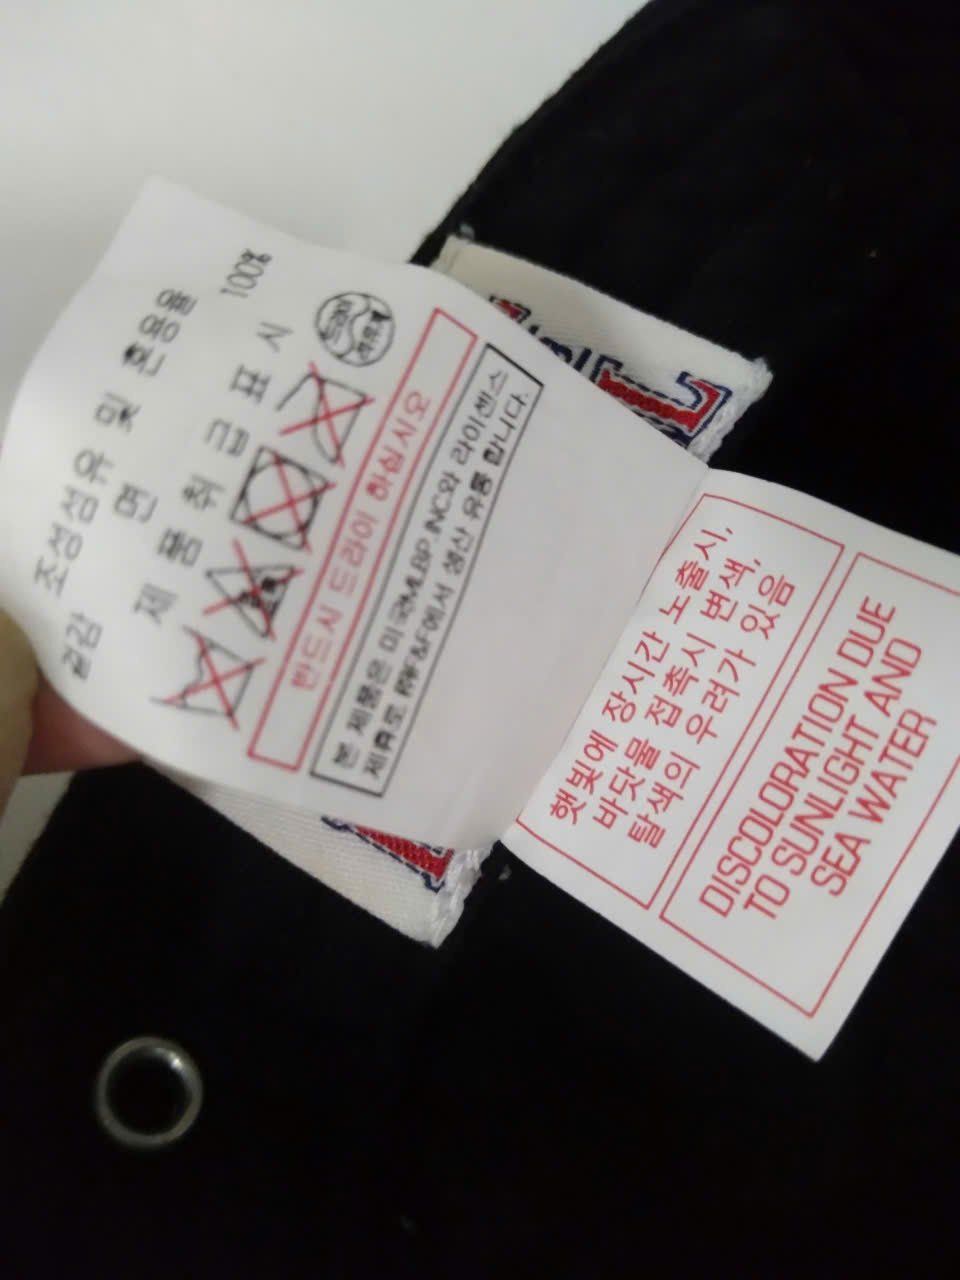 조성섬유 및 혼용율
겉감 면 100%
제품취급표시
드라이
반드시 드라이 하십시오
본 제품은 미국MLBP INC와 라이센스
제휴로 F&F에서 생산 유통 합니다.
햇빛에 장시간 노출시,
바닷물 접촉시 변색,
탈색의 우려가 있음
DISCOLORATION DUE
TO SUNLIGHT AND
SEA WATER